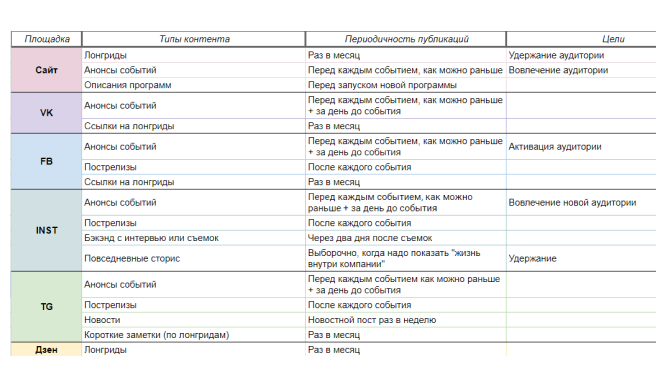 Площадка Типы контента Периодичность публикаций Цели
Сайт
Лонгриды Раз в месяц Удержание аудитории
Анонсы событий Перед каждым событием, как можно раньше Вовлечение аудитории
Описания программ Перед запуском новой программы
VK
Анонсы событий Перед каждым событием, как можно раньше
+ за день до события
Ссылки на лонгриды Раз в месяц
FB
Анонсы событий Перед каждым событием, как можно раньше
+ за день до события Активация аудитории
Пострелизы После каждого события
Ссылки на лонгриды Раз в месяц
INST
Анонсы событий Перед каждым событием, как можно
раньше + за день до события Вовлечение новой аудитории
Пострелизы После каждого события
Бэкэнд с интервью или съемок Через два дня после съемок
Повседневные сторис Выборочно, когда надо показать "жизнь
внутри компании" Удержание
TG
Анонсы событий Перед каждым событием как можно раньше
+ за день до события
Пострелизы После каждого события
Новости Новостной пост раз в неделю
Короткие заметки (по лонгридам) Раз в месяц
Дзен Лонгриды Раз в месяц